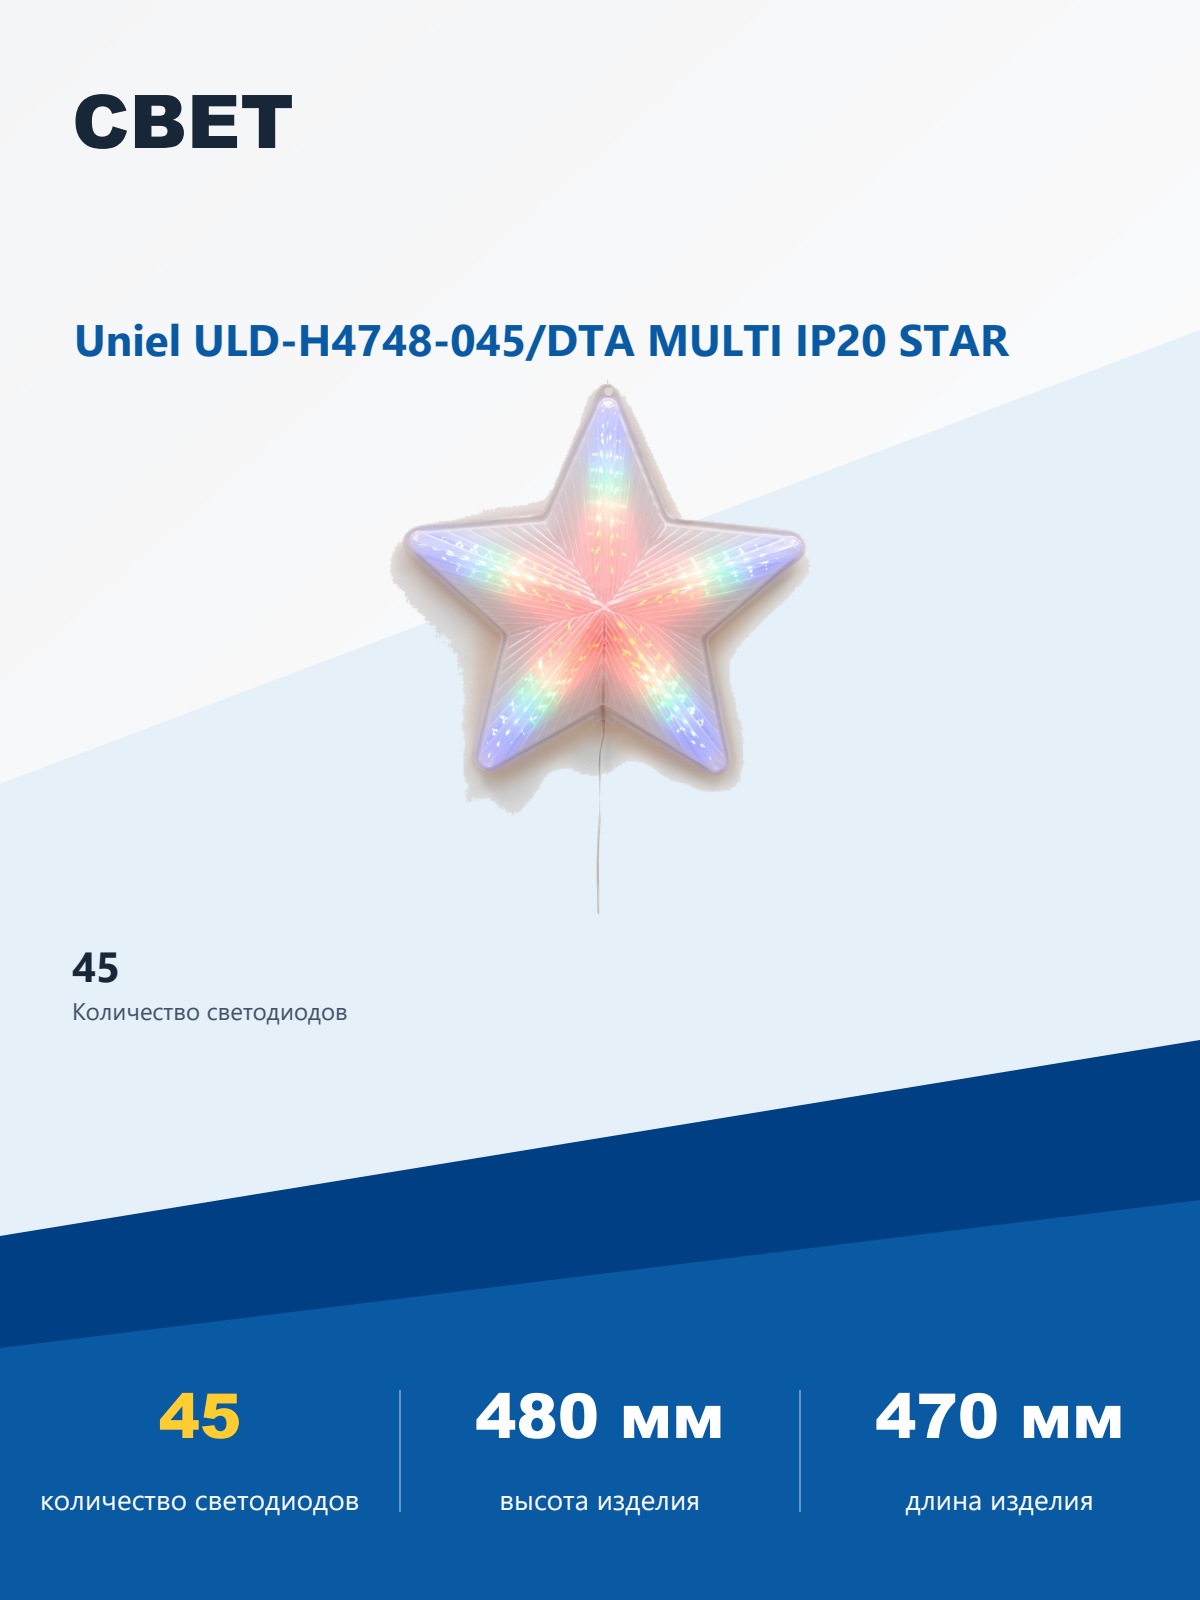 СВЕТ
Uniel ULD-H4748-045/DTA MULTI IP20 STAR
45
Количество светодиодов
45
количество светодиодов
480 мм
высота изделия
470 мм
длина изделия